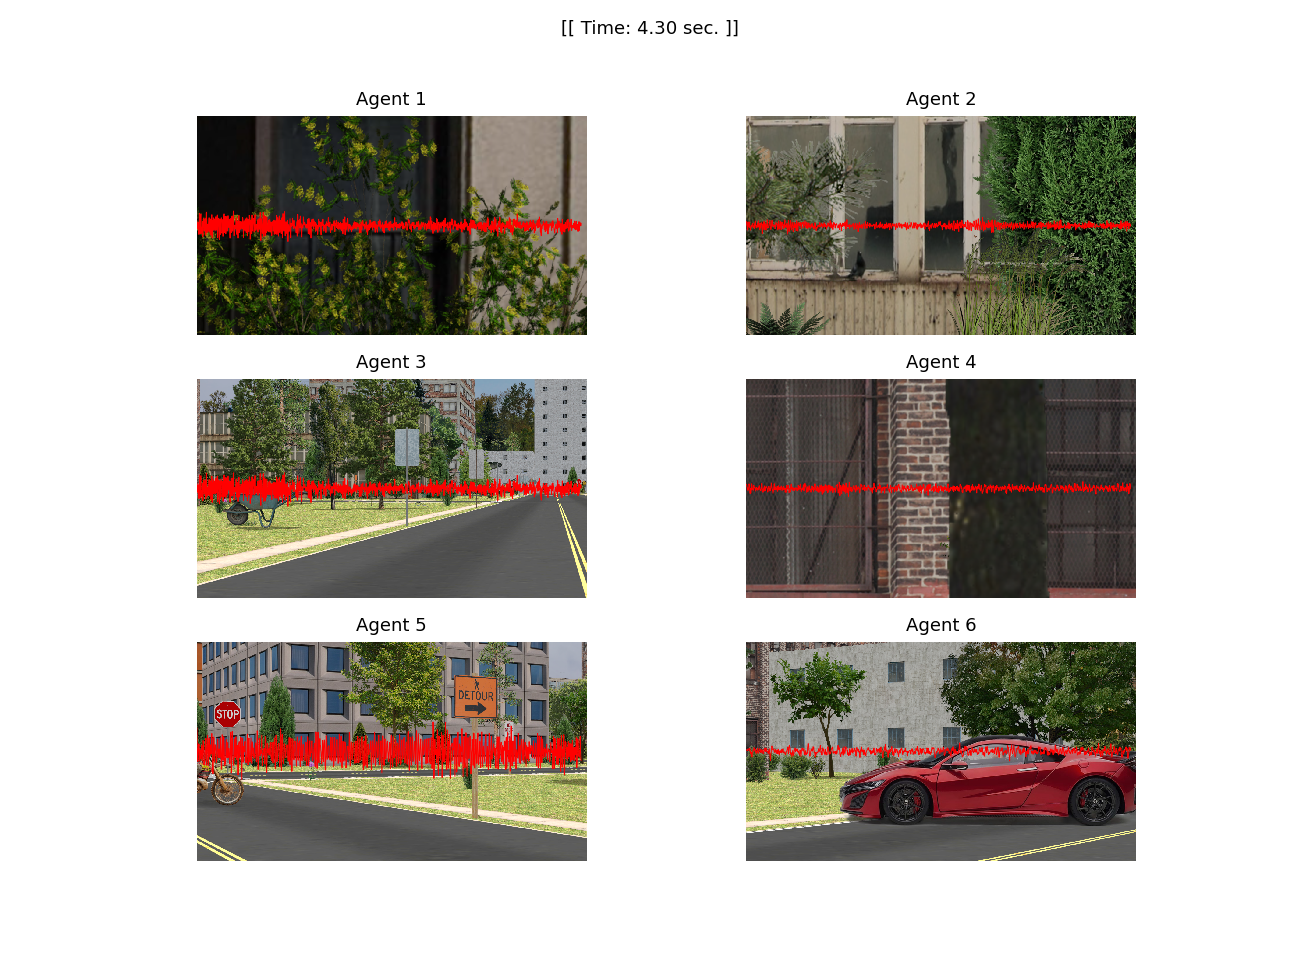 [[ Time: 4.30 sec. ]]
Agent 1
Agent 2
Agent 3
Agent 4
Agent 5
Agent 6
STOP
DETOUR